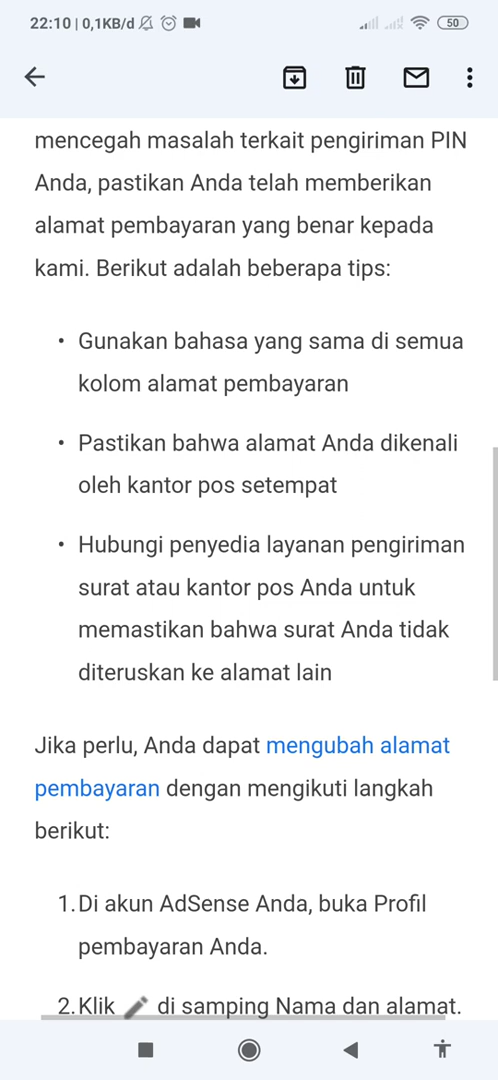 22:10 | 0,1KB/d
50
mencegah masalah terkait pengiriman PIN
Anda, pastikan Anda telah memberikan
alamat pembayaran yang benar kepada
kami. Berikut adalah beberapa tips:
• Gunakan bahasa yang sama di semua
kolom alamat pembayaran
• Pastikan bahwa alamat Anda dikenali
oleh kantor pos setempat
• Hubungi penyedia layanan pengiriman
surat atau kantor pos Anda untuk
memastikan bahwa surat Anda tidak
diteruskan ke alamat lain
Jika perlu, Anda dapat mengubah alamat
pembayaran dengan mengikuti langkah
berikut:
1. Di akun AdSense Anda, buka Profil
pembayaran Anda.
2. Klik di samping Nama dan alamat.